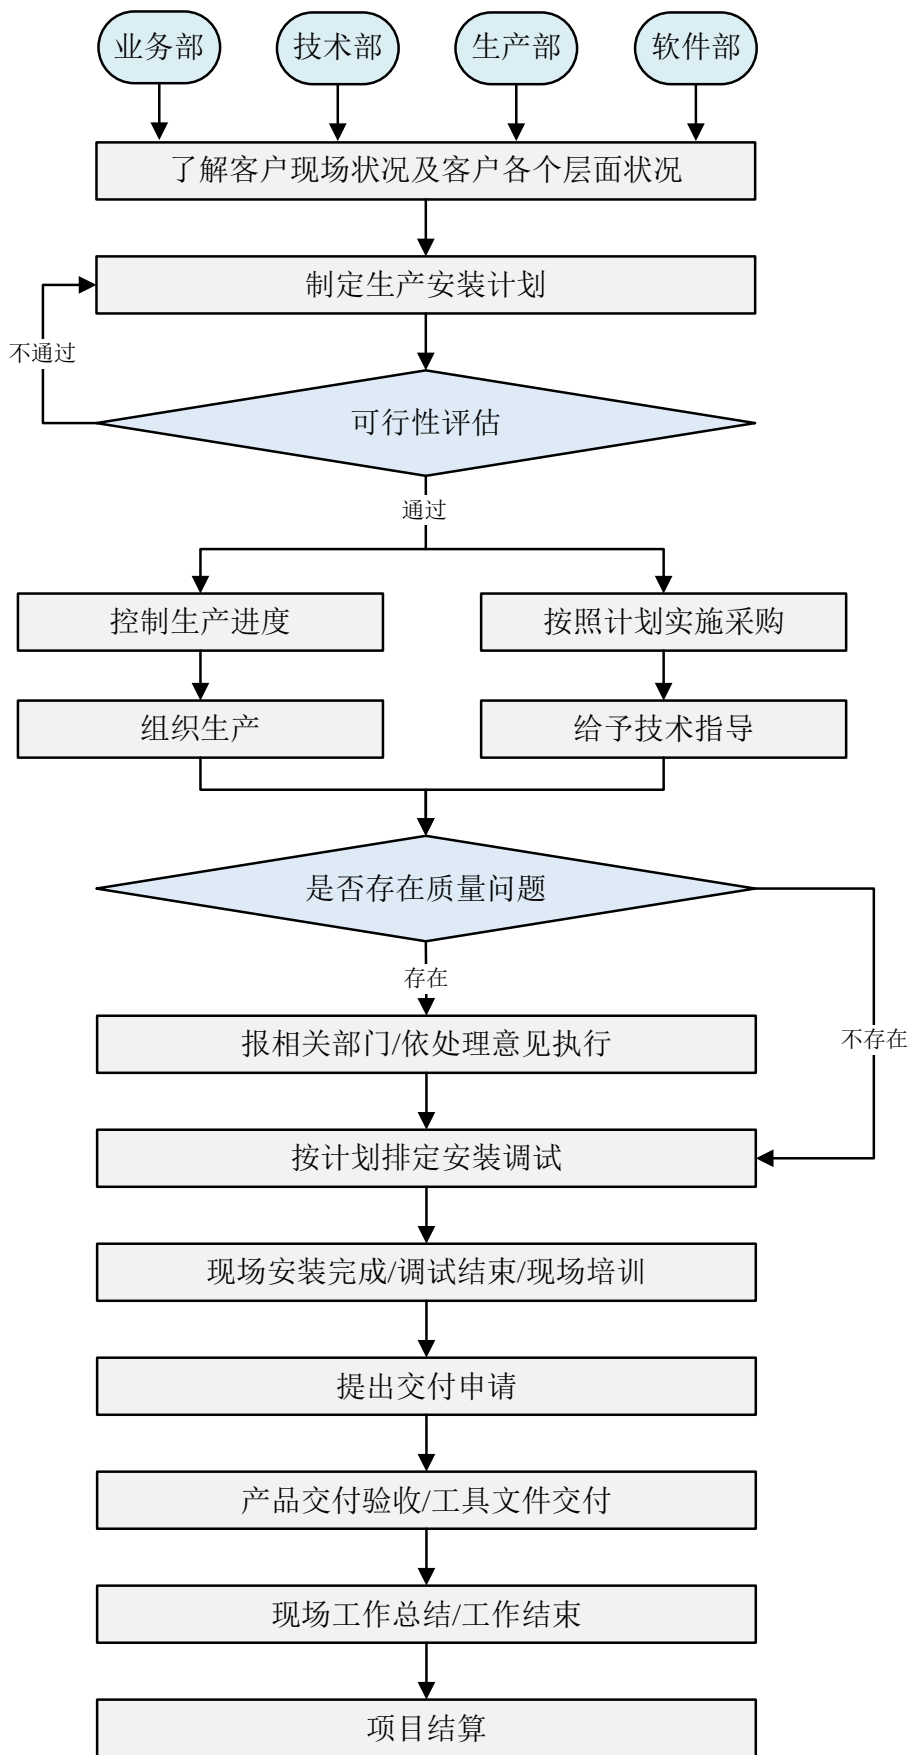 业务部
技术部
生产部
软件部
了解客户现场状况及客户各个层面状况
制定生产安装计划
不通过
可行性评估
通过
控制生产进度
按照计划实施采购
组织生产
给予技术指导
是否存在质量问题
存在
报相关部门/依处理意见执行
不存在
按计划排定安装调试
现场安装完成/调试结束/现场培训
提出交付申请
产品交付验收/工具文件交付
现场工作总结/工作结束
项目结算